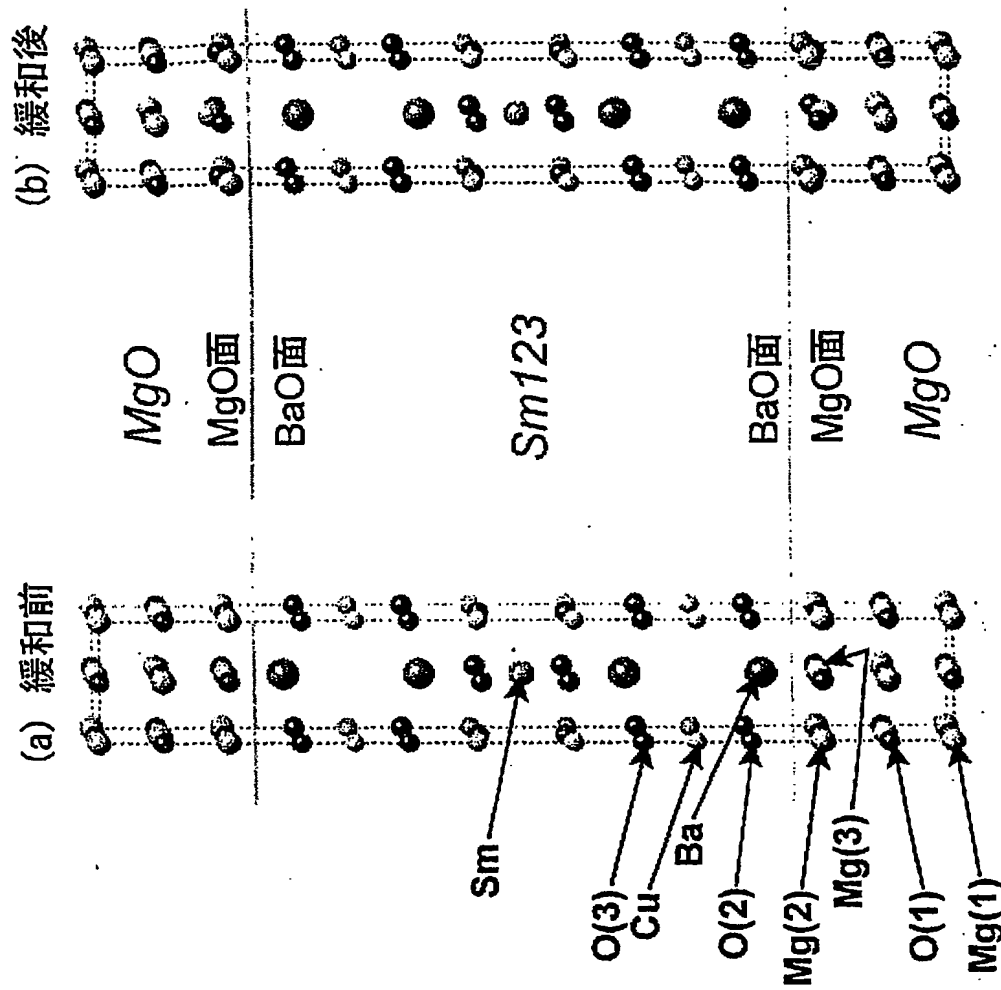 (a) 緩和前
(b) 緩和後
MgO
MgO面
BaO面
Sm123
BaO面
MgO面
MgO
Sm
O(3)
Cu
Ba
O(2)
Mg(2)
Mg(3)
O(1)
Mg(1)